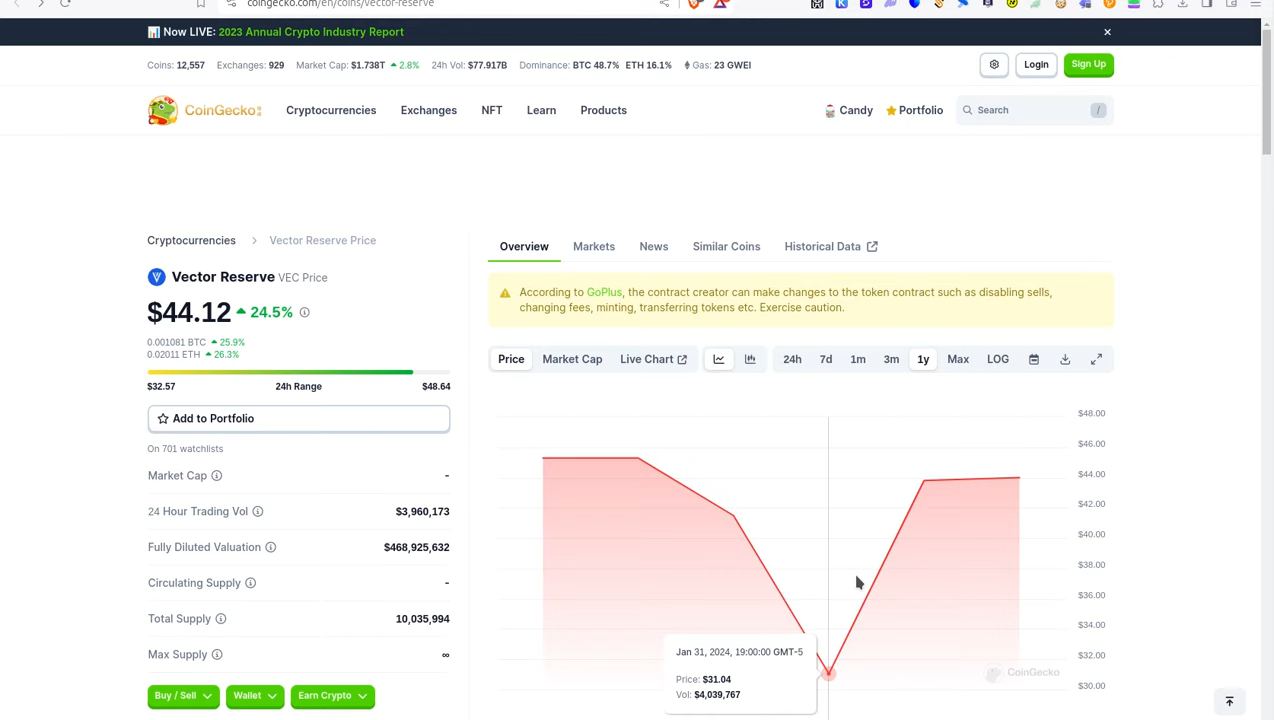 coingecko.com/en/coins/vector-reserve
Now LIVE: 2023 Annual Crypto Industry Report
Coins: 12,557 Exchanges: 929 Market Cap: $1.738T 2.8% 24h Vol: $77.917B Dominance: BTC 48.7% ETH 16.1% Gas: 23 GWEI
Login
Sign Up
CoinGecko
Cryptocurrencies Exchanges NFT Learn Products
Candy Portfolio
Search /
Cryptocurrencies > Vector Reserve Price
Vector Reserve VEC Price
$44.12 24.5%
0.001081 BTC 25.9%
0.02011 ETH 26.3%
$32.57 24h Range $48.64
Add to Portfolio
On 701 watchlists
Market Cap -
24 Hour Trading Vol $3,960,173
Fully Diluted Valuation $468,925,632
Circulating Supply -
Total Supply 10,035,994
Max Supply ∞
Buy / Sell Wallet Earn Crypto
Overview Markets News Similar Coins Historical Data
According to GoPlus, the contract creator can make changes to the token contract such as disabling sells,
changing fees, minting, transferring tokens etc. Exercise caution.
Price Market Cap Live Chart 24h 7d 1m 3m 1y Max LOG
$48.00
$46.00
$44.00
$42.00
$40.00
$38.00
$36.00
$34.00
$32.00
$30.00
Jan 31, 2024, 19:00:00 GMT-5
Price: $31.04
Vol: $4,039,767
CoinGecko